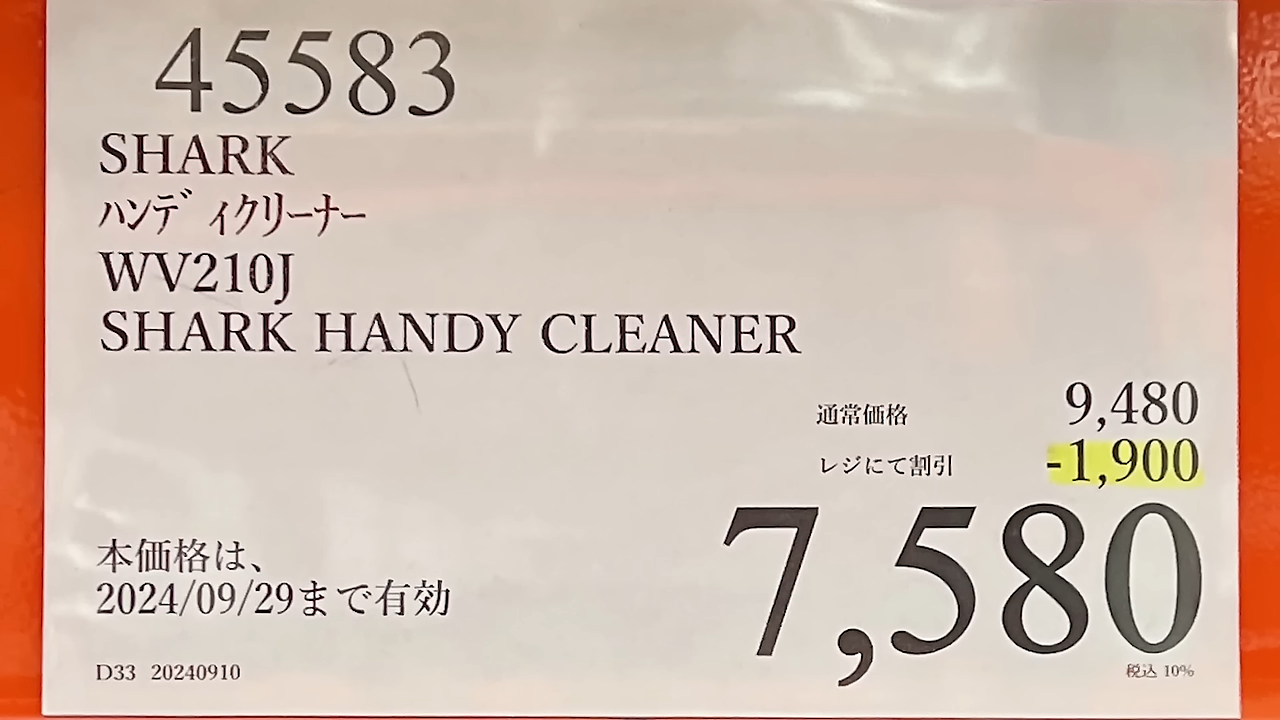 45583
SHARK
ﾊﾝﾃﾞｨｸﾘｰﾅｰ
WV210J
SHARK HANDY CLEANER
通常価格 9,480
レジにて割引 -1,900
7,580
本価格は、
2024/09/29まで有効
D33 20240910
税込 10%